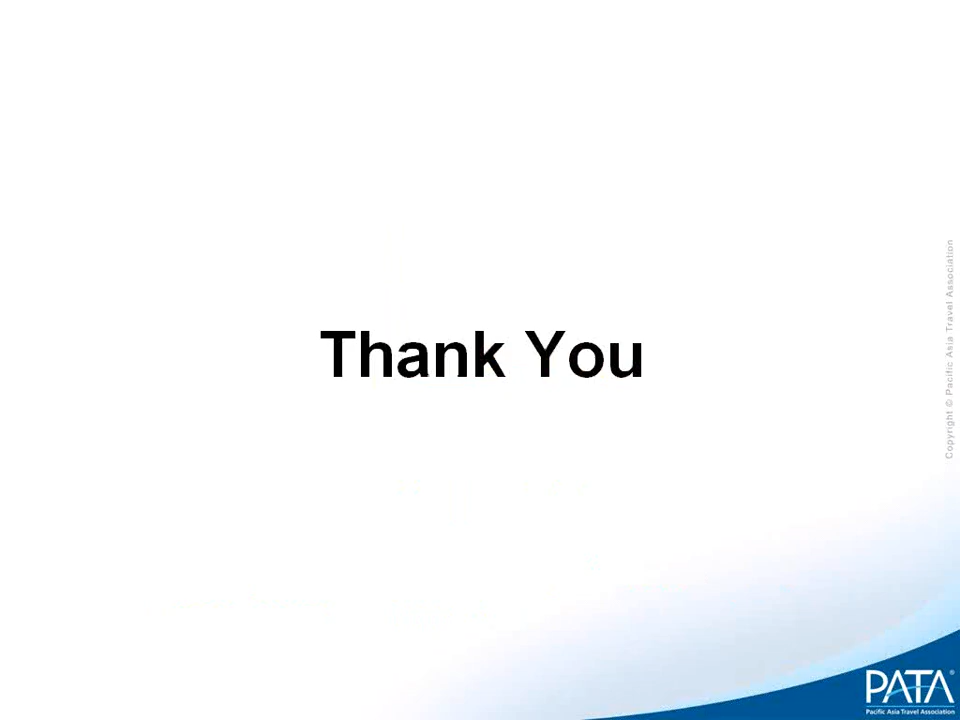 Thank You
Copyright © Pacific Asia Travel Association
PATA®
Pacific Asia Travel Association